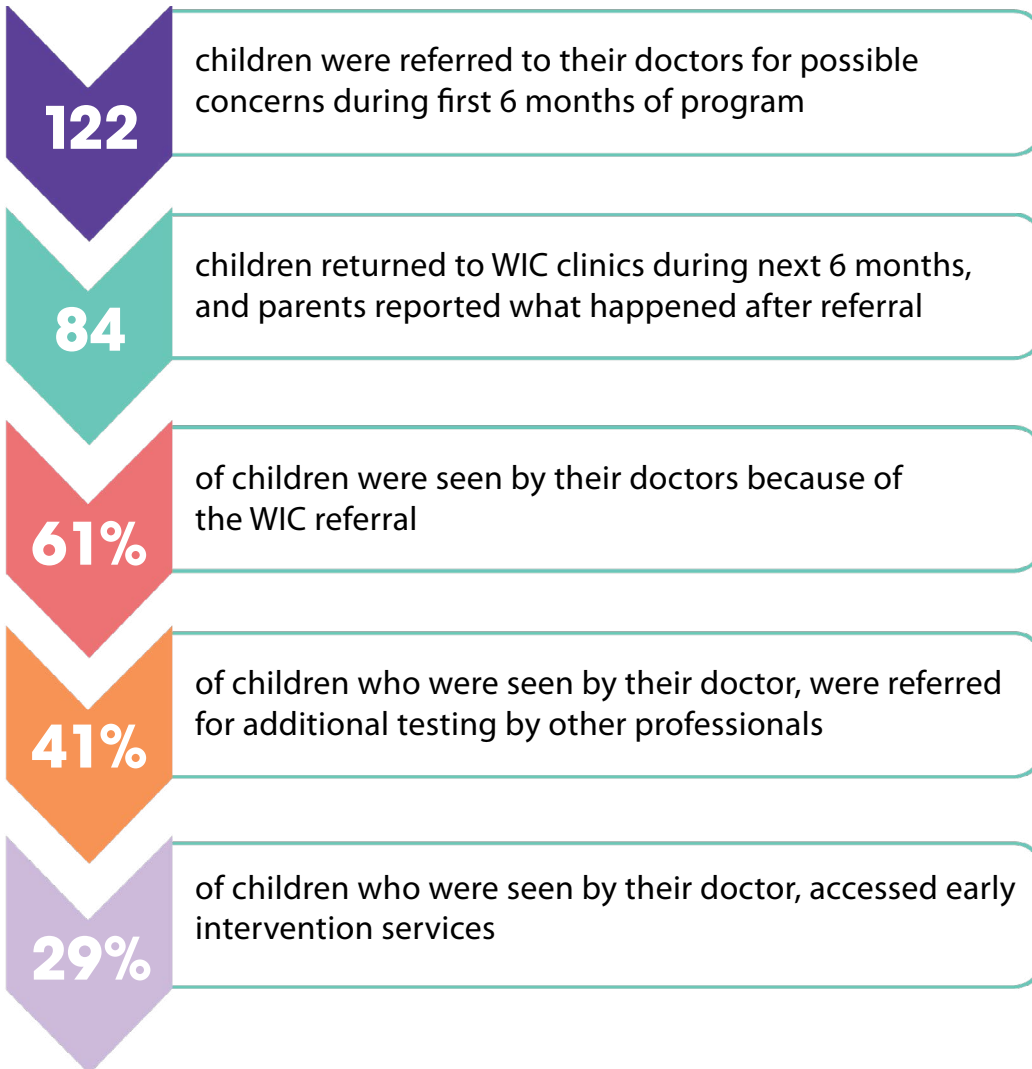 122
children were referred to their doctors for possible
concerns during first 6 months of program
84
children returned to WIC clinics during next 6 months,
and parents reported what happened after referral
61%
of children were seen by their doctors because of
the WIC referral
41%
of children who were seen by their doctor, were referred
for additional testing by other professionals
29%
of children who were seen by their doctor, accessed early
intervention services